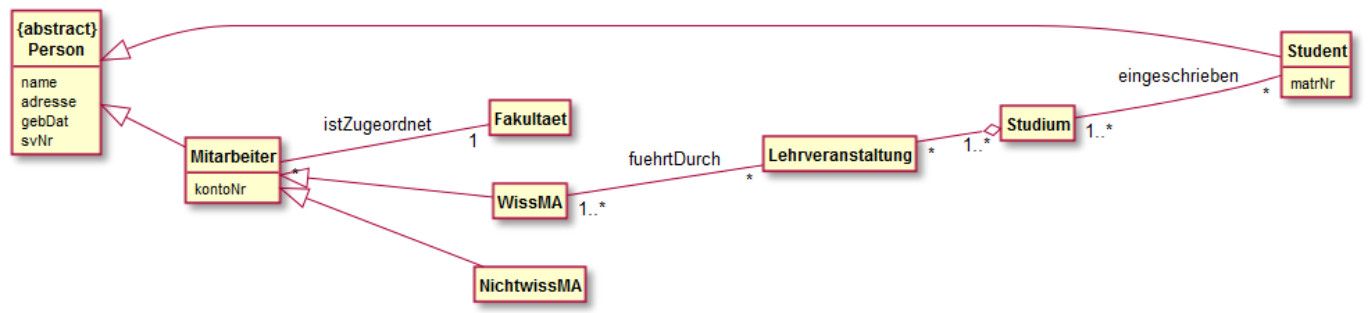 {abstract}
Person
name
adresse
gebDat
svNr
Mitarbeiter
kontoNr
istZugeordnet
*
1
Fakultaet
WissMA
1..*
fuehrtDurch
*
NichtwissMA
Lehrveranstaltung
*
1..*
Studium
1..*
eingeschrieben
*
Student
matrNr